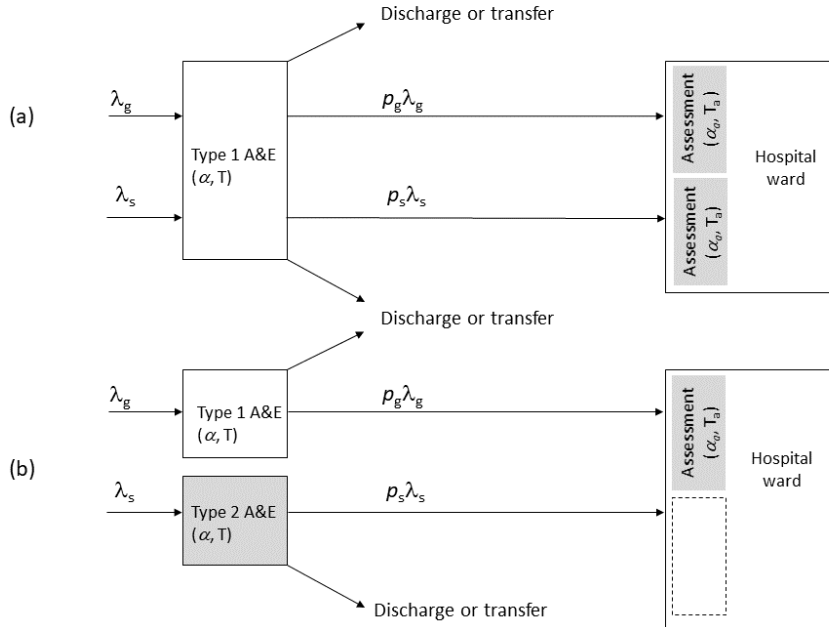 Discharge or transfer
(a)
λg
pgλg
Type 1 A&E
(α, T)
λs
psλs
Assessment
(αa, Ta)
Assessment
(αa, Ta)
Hospital
ward
Discharge or transfer
(b)
λg
pgλg
Type 1 A&E
(α, T)
λs
psλs
Type 2 A&E
(α, T)
Assessment
(αa, Ta)
Hospital
ward
Discharge or transfer